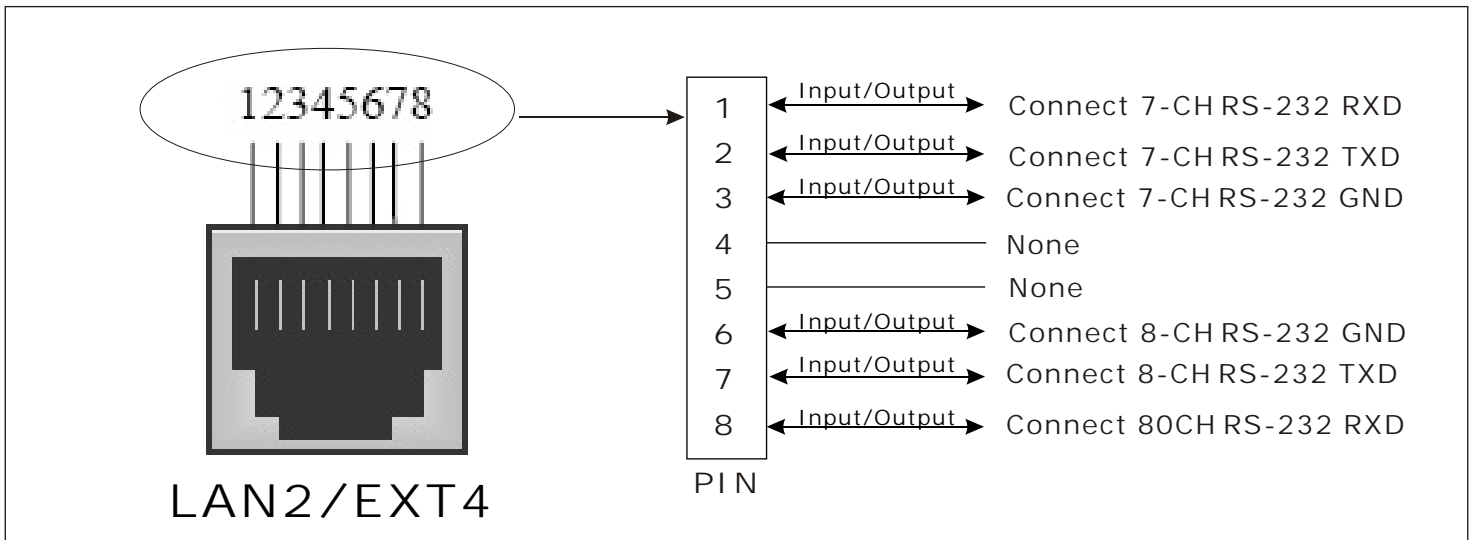 12345678
1 Input/Output Connect 7-CH RS-232 RXD
2 Input/Output Connect 7-CH RS-232 TXD
3 Input/Output Connect 7-CH RS-232 GND
4 None
5 None
6 Input/Output Connect 8-CH RS-232 GND
7 Input/Output Connect 8-CH RS-232 TXD
8 Input/Output Connect 80CH RS-232 RXD
PIN
LAN2/EXT4